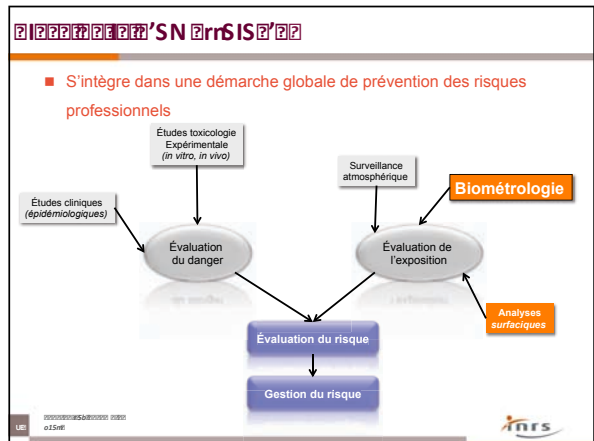 ■ S'intègre dans une démarche globale de prévention des risques
professionnels
Études toxicologie
Expérimentale
(in vitro, in vivo)
Surveillance
atmosphérique
Biométrologie
Études cliniques
(épidémiologiques)
Évaluation
du danger
Évaluation de
l'exposition
Analyses
surfaciques
Évaluation du risque
Gestion du risque
inrs